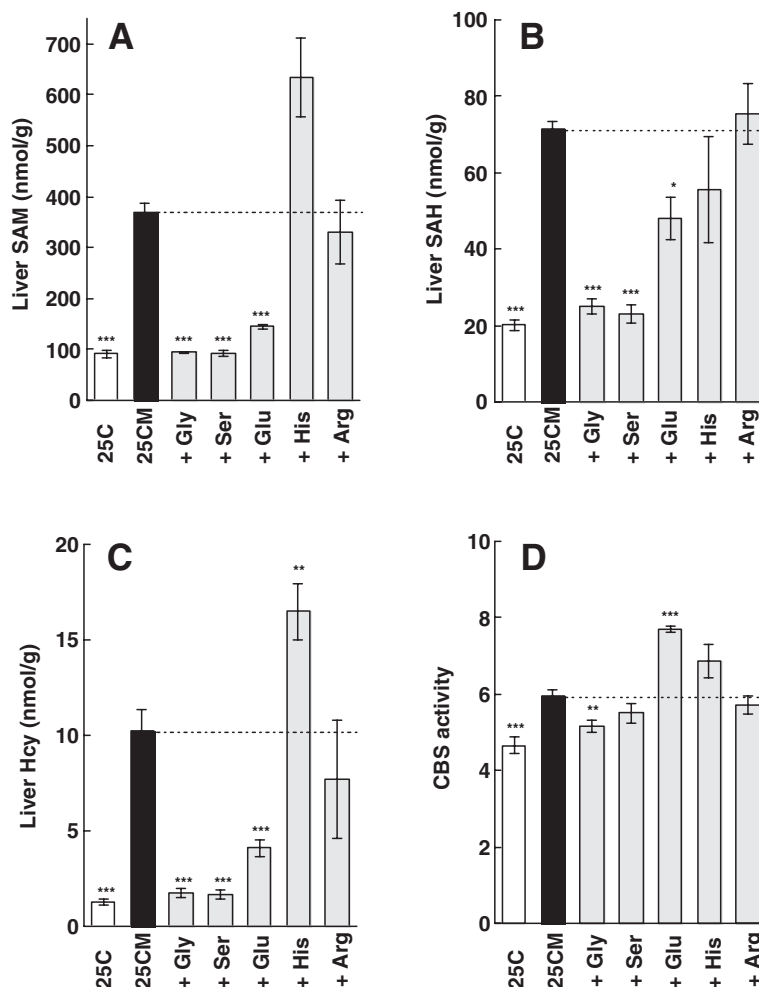 A
Liver SAM (nmol/g)
700
600
500
400
300
200
100
0
***
***
***
***
25C
25CM
+ Gly
+ Ser
+ Glu
+ His
+ Arg
B
Liver SAH (nmol/g)
100
80
60
40
20
0
***
***
***
*
25C
25CM
+ Gly
+ Ser
+ Glu
+ His
+ Arg
C
Liver Hcy (nmol/g)
20
15
10
5
0
***
***
***
***
**
25C
25CM
+ Gly
+ Ser
+ Glu
+ His
+ Arg
D
CBS activity
10
8
6
4
2
0
***
**
***
25C
25CM
+ Gly
+ Ser
+ Glu
+ His
+ Arg